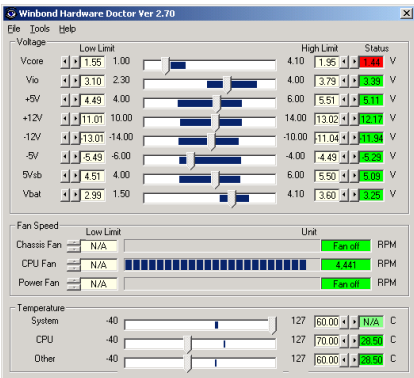 Winbond Hardware Doctor Ver 2.70
File Tools Help
Voltage
Low Limit High Limit Status
Vcore 1.55 1.00 4.10 1.95 1.44 V
Vio 3.10 2.30 4.00 3.79 3.39 V
+5V 4.49 4.00 6.00 5.51 5.11 V
+12V 11.01 10.00 14.00 13.02 12.17 V
-12V -13.01 -14.00 -10.00 -11.04 -11.94 V
-5V -5.49 -6.00 -4.00 -4.49 -5.29 V
5Vsb 4.51 4.00 6.00 5.50 5.09 V
Vbat 2.99 1.50 4.10 3.60 3.25 V
Fan Speed
Low Limit Unit
Chassis Fan N/A Fan off RPM
CPU Fan N/A 4,441 RPM
Power Fan N/A Fan off RPM
Temperature
System -40 127 60.00 N/A C
CPU -40 127 70.00 28.50 C
Other -40 127 60.00 28.50 C